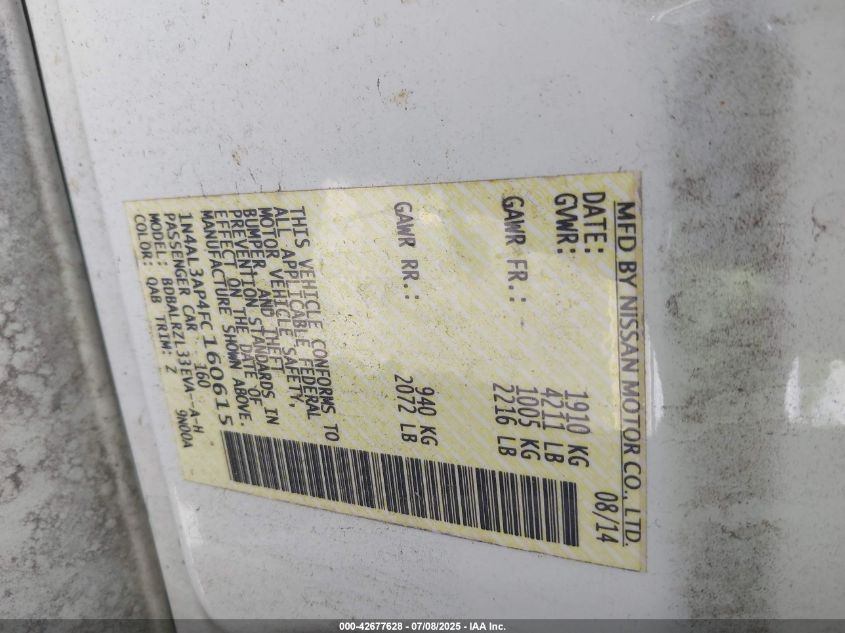 MFD BY NISSAN MOTOR CO., LTD.
DATE: 08/14
GVWR: 1910 KG
4211 LB
GAWR FR.: 1005 KG
2216 LB
GAWR RR.: 940 KG
2072 LB
THIS VEHICLE CONFORMS TO
ALL APPLICABLE FEDERAL
MOTOR VEHICLE SAFETY,
BUMPER, AND THEFT
PREVENTION STANDARDS IN
EFFECT ON THE DATE OF
MANUFACTURE SHOWN ABOVE.
1N4AL3AP4FC160615
PASSENGER CAR 160
MODEL: BDBALRZL33EVA--A-H
COLOR: QAB TRIM: Z 9N00A
000-42677628 - 07/08/2025 - IAA Inc.